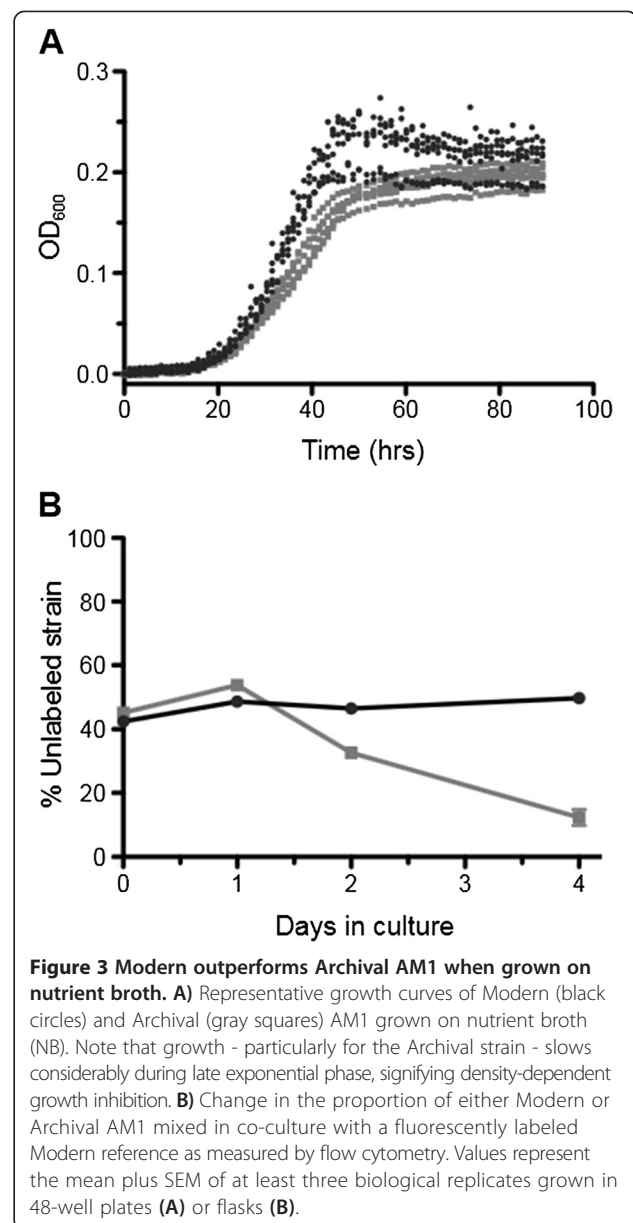 A
0.3
0.2
0.1
0.0
OD600
0 20 40 60 80 100
Time (hrs)
B
100
80
60
40
20
0
% Unlabeled strain
0 1 2 3 4
Days in culture
Figure 3 Modern outperforms Archival AM1 when grown on
nutrient broth. A) Representative growth curves of Modern (black
circles) and Archival (gray squares) AM1 grown on nutrient broth
(NB). Note that growth - particularly for the Archival strain - slows
considerably during late exponential phase, signifying density-dependent
growth inhibition. B) Change in the proportion of either Modern or
Archival AM1 mixed in co-culture with a fluorescently labeled
Modern reference as measured by flow cytometry. Values represent
the mean plus SEM of at least three biological replicates grown in
48-well plates (A) or flasks (B).